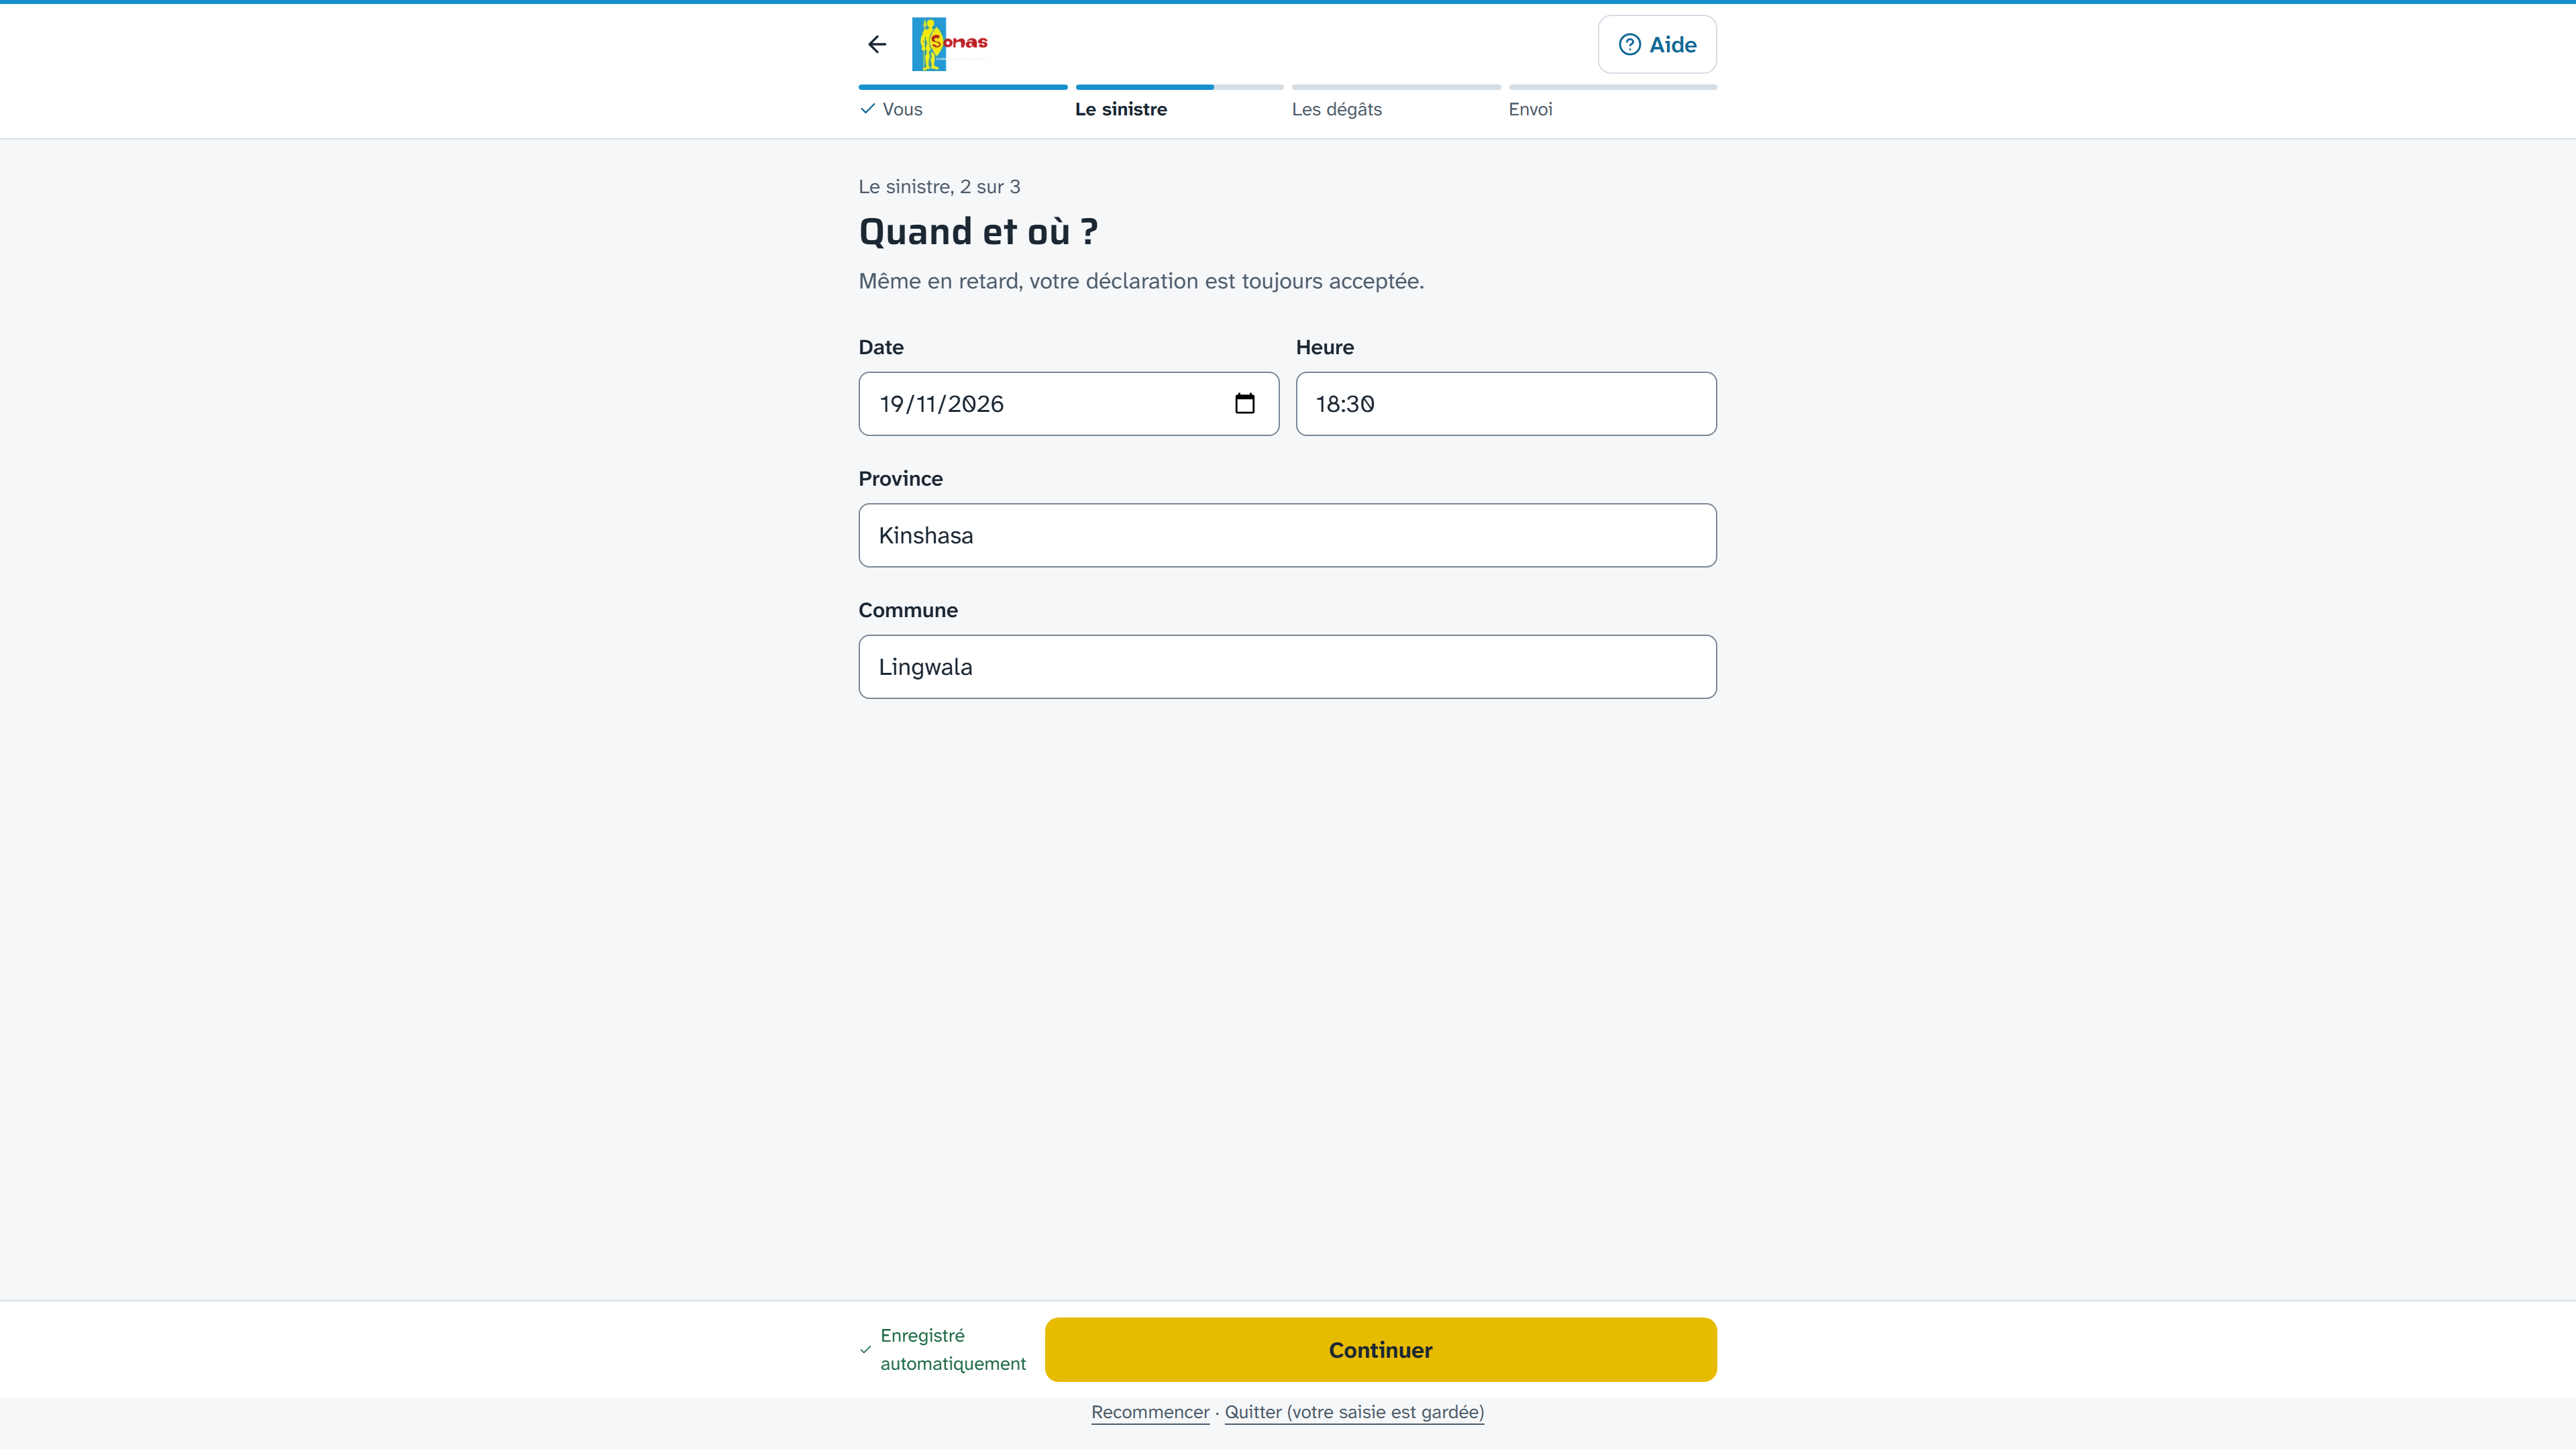 Sonas
Aide
Vous
Le sinistre
Les dégâts
Envoi
Le sinistre, 2 sur 3
Quand et où ?
Même en retard, votre déclaration est toujours acceptée.
Date
Heure
19/11/2026
18:30
Province
Kinshasa
Commune
Lingwala
Enregistré
automatiquement
Continuer
Recommencer · Quitter (votre saisie est gardée)